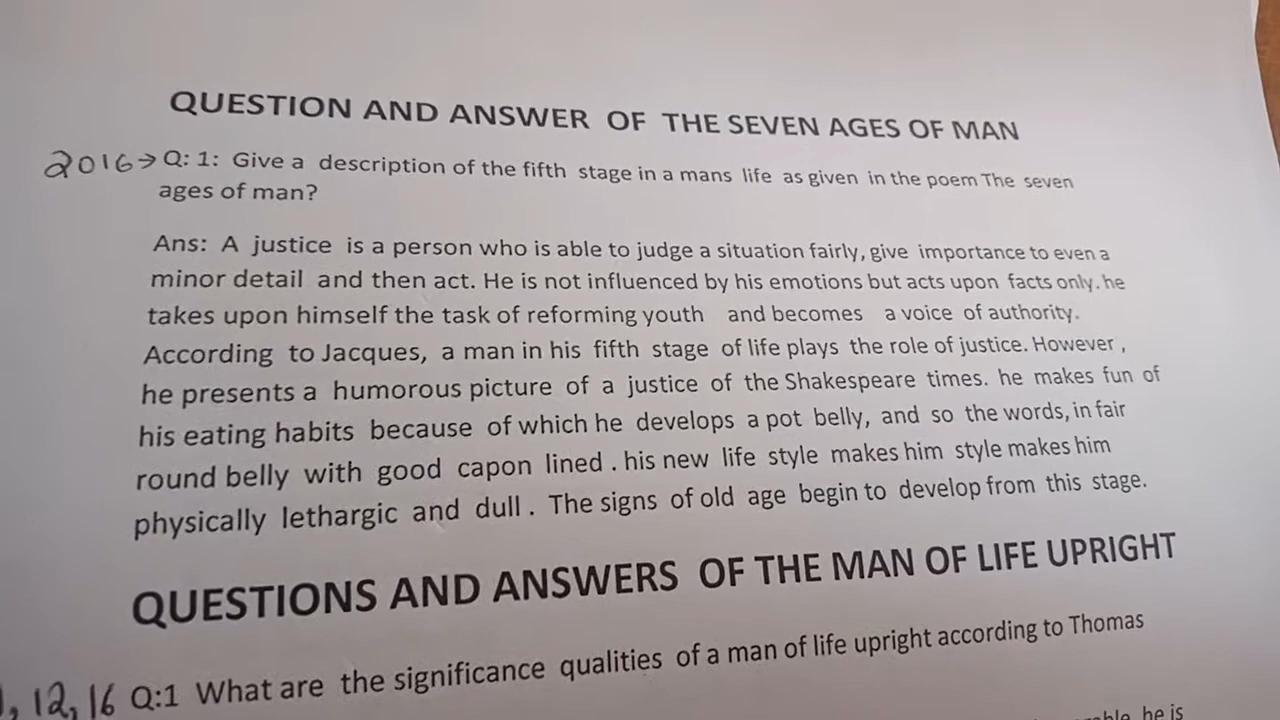 QUESTION AND ANSWER OF THE SEVEN AGES OF MAN
2016→ Q: 1: Give a description of the fifth stage in a mans life as given in the poem The seven
ages of man?
Ans: A justice is a person who is able to judge a situation fairly, give importance to even a
minor detail and then act. He is not influenced by his emotions but acts upon facts only. he
takes upon himself the task of reforming youth and becomes a voice of authority.
According to Jacques, a man in his fifth stage of life plays the role of justice. However ,
he presents a humorous picture of a justice of the Shakespeare times. he makes fun of
his eating habits because of which he develops a pot belly, and so the words, in fair
round belly with good capon lined . his new life style makes him style makes him
physically lethargic and dull . The signs of old age begin to develop from this stage.
QUESTIONS AND ANSWERS OF THE MAN OF LIFE UPRIGHT
, 12, 16 Q:1 What are the significance qualities of a man of life upright according to Thomas
he is